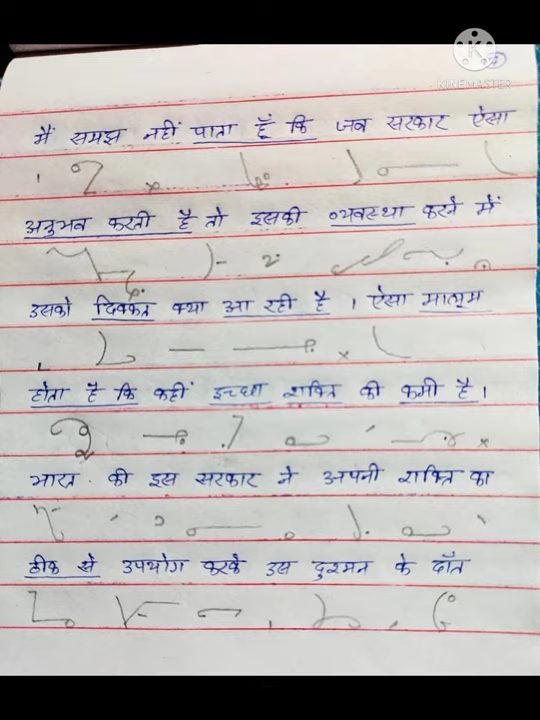 KINEMASTER
मैं समझ नहीं पाता हूँ कि जब सरकार ऐसा
अनुभव करती है तो इसकी व्यवस्था करने में
उसको दिक्कत क्या आ रही है । ऐसा मालूम
होता है कि कहीं इच्छा शक्ति की कमी है ।
भारत की इस सरकार ने अपनी शक्ति का
ठीक से उपयोग करके उस दुश्मन के दाँत